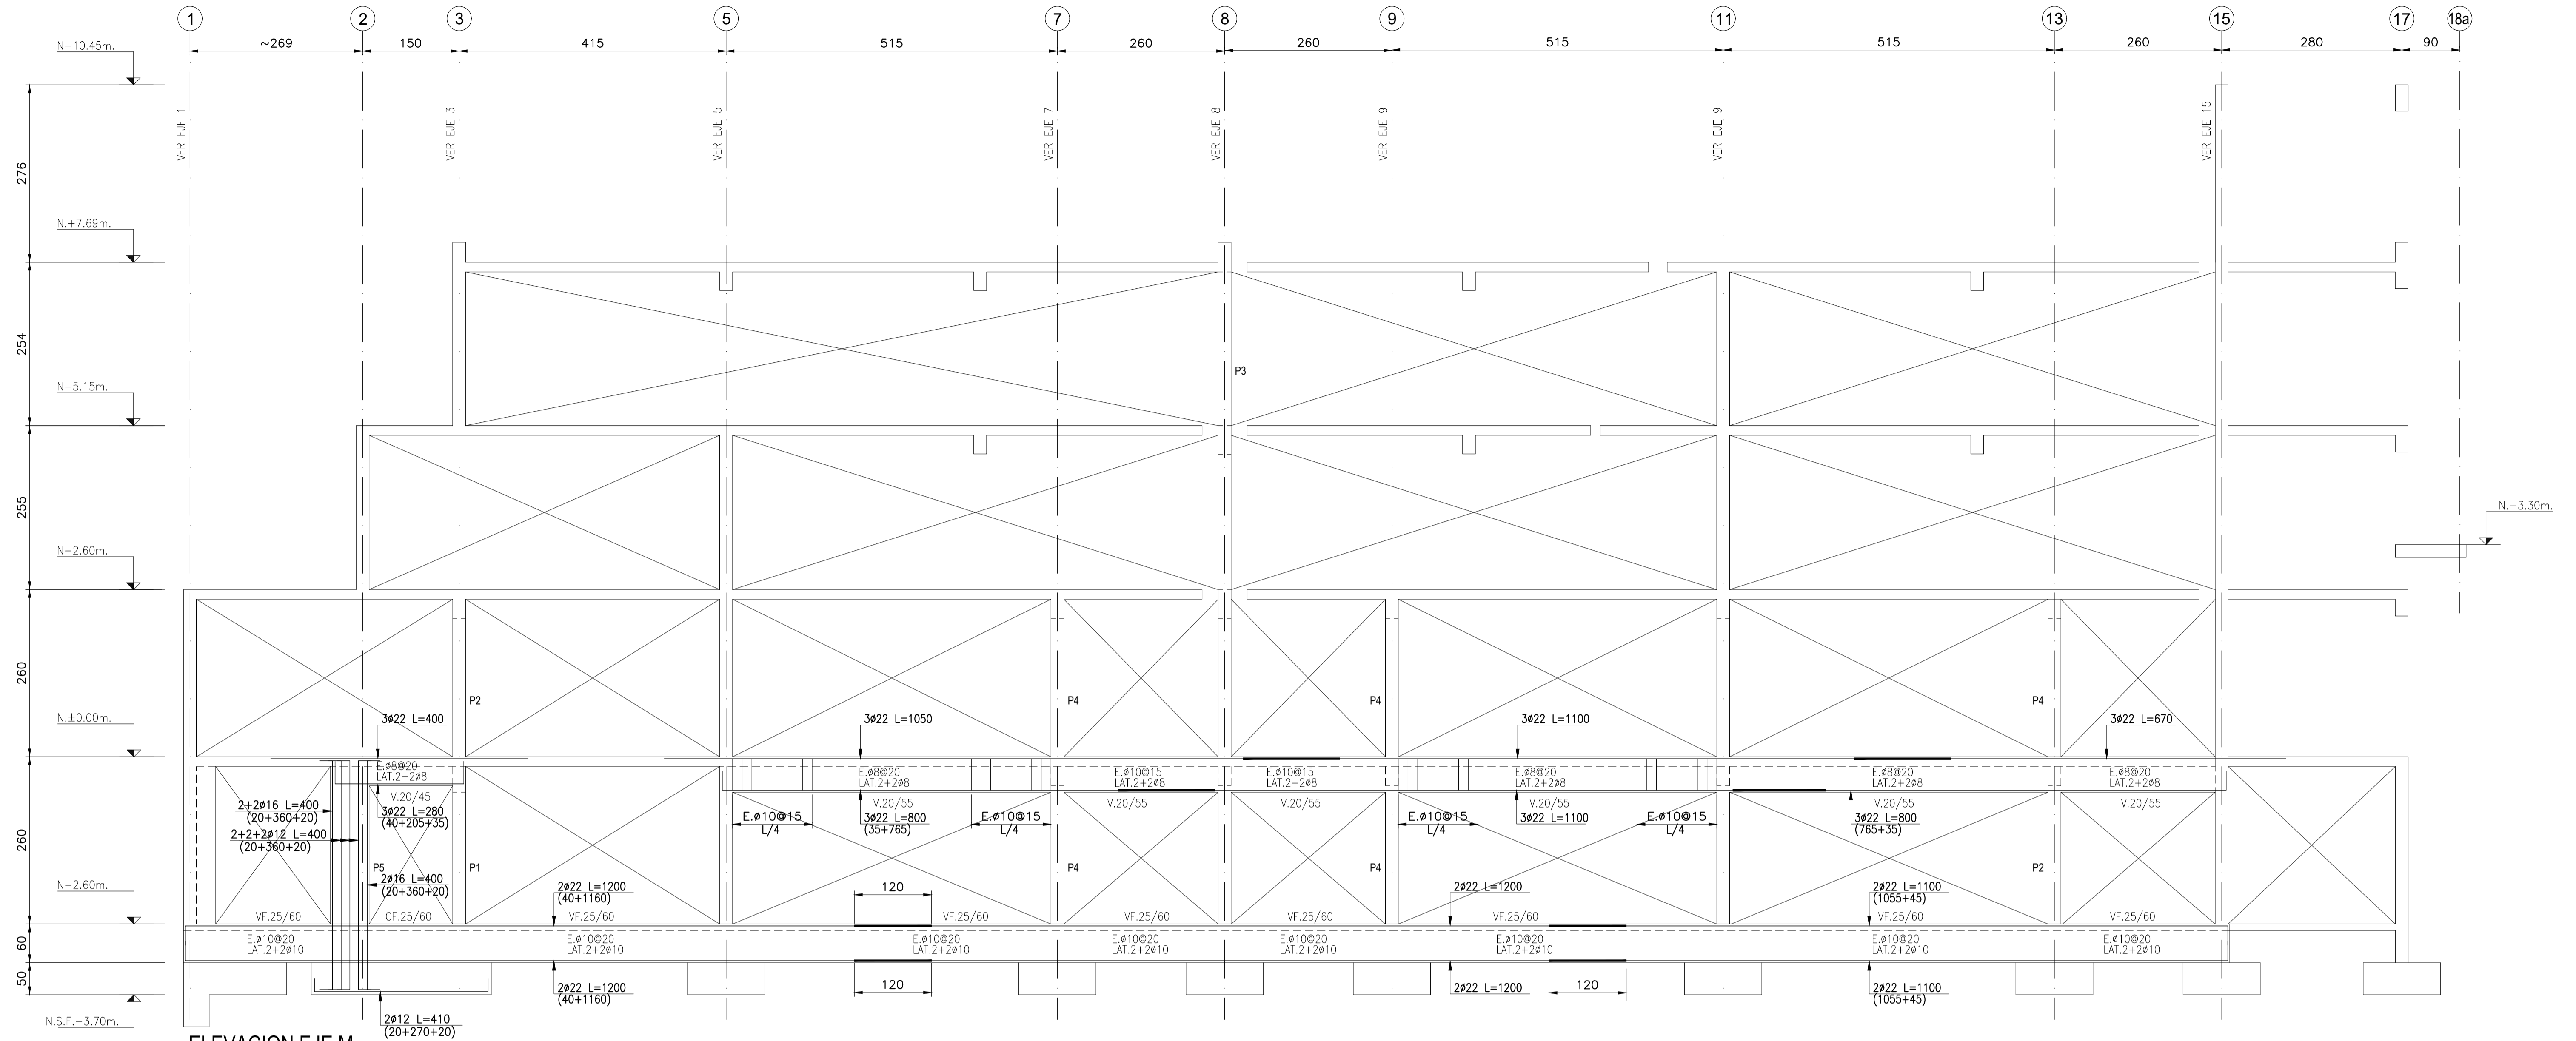 1 2 3 5 7 8 9 11 13 15 17 18a
~269 150 415 515 260 260 515 515 260 280 90
N+10.45m.
VER EJE 1
VER EJE 3
VER EJE 5
VER EJE 7
VER EJE 8
VER EJE 9
VER EJE 9
VER EJE 15
276
N.+7.69m.
254
P3
N+5.15m.
255
N.+3.30m.
N+2.60m.
260
P2
P4
P4
P4
N.±0.00m.
3ø22 L=400
3ø22 L=1050
3ø22 L=1100
3ø22 L=670
E.ø8@20
LAT.2+2ø8
E.ø8@20
LAT.2+2ø8
E.ø10@15
LAT.2+2ø8
E.ø10@15
LAT.2+2ø8
E.ø8@20
LAT.2+2ø8
E.ø8@20
LAT.2+2ø8
E.ø8@20
LAT.2+2ø8
V.20/45
V.20/55
V.20/55
V.20/55
V.20/55
V.20/55
V.20/55
260
2+2ø16 L=400
(20+360+20)
3ø22 L=280
(40+205+35)
E.ø10@15
L/4
3ø22 L=800
(35+765)
E.ø10@15
L/4
E.ø10@15
L/4
3ø22 L=1100
E.ø10@15
L/4
3ø22 L=800
(765+35)
2+2+2ø12 L=400
(20+360+20)
P5
P1
P4
P4
P2
2ø16 L=400
(20+360+20)
N-2.60m.
2ø22 L=1200
(40+1160)
120
2ø22 L=1200
2ø22 L=1100
(1055+45)
VF.25/60
CF.25/60
VF.25/60
VF.25/60
VF.25/60
VF.25/60
VF.25/60
VF.25/60
VF.25/60
60
E.ø10@20
LAT.2+2ø10
E.ø10@20
LAT.2+2ø10
E.ø10@20
LAT.2+2ø10
E.ø10@20
LAT.2+2ø10
E.ø10@20
LAT.2+2ø10
E.ø10@20
LAT.2+2ø10
E.ø10@20
LAT.2+2ø10
E.ø10@20
LAT.2+2ø10
50
2ø22 L=1200
(40+1160)
120
2ø22 L=1200
120
2ø22 L=1100
(1055+45)
N.S.F.-3.70m.
2ø12 L=410
(20+270+20)
ELEVACION EJE M